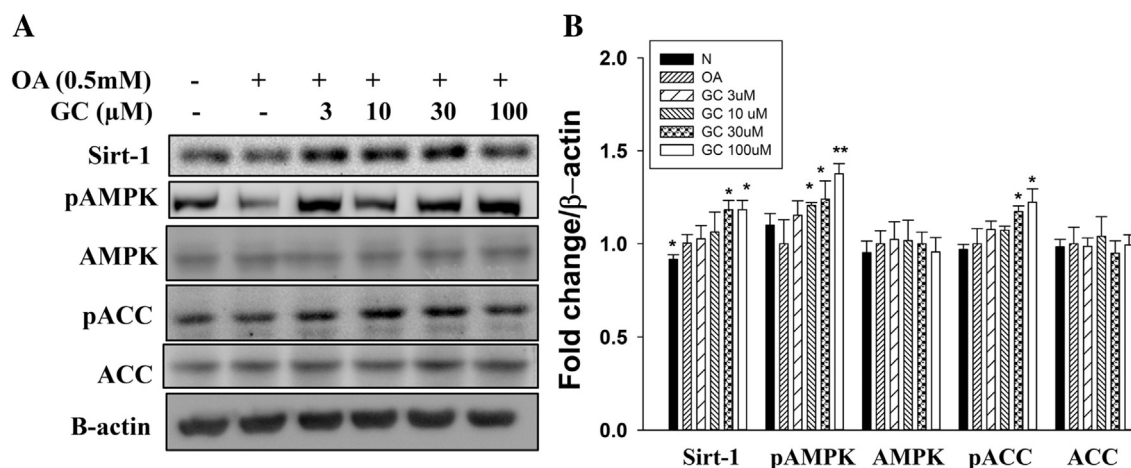 A
OA (0.5mM) - + + + + +
GC (µM) - - 3 10 30 100
Sirt-1
pAMPK
AMPK
pACC
ACC
B-actin
B
N
OA
GC 3uM
GC 10 uM
GC 30uM
GC 100uM
Fold change/β-actin
2.0
1.5
1.0
0.5
0.0
* * *
* * **
* *
Sirt-1 pAMPK AMPK pACC ACC